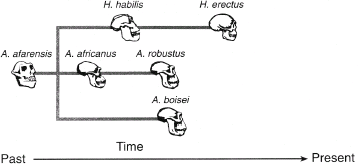 H. habilis H. erectus
A. afarensis A. africanus A. robustus
A. boisei
Time
Past Present